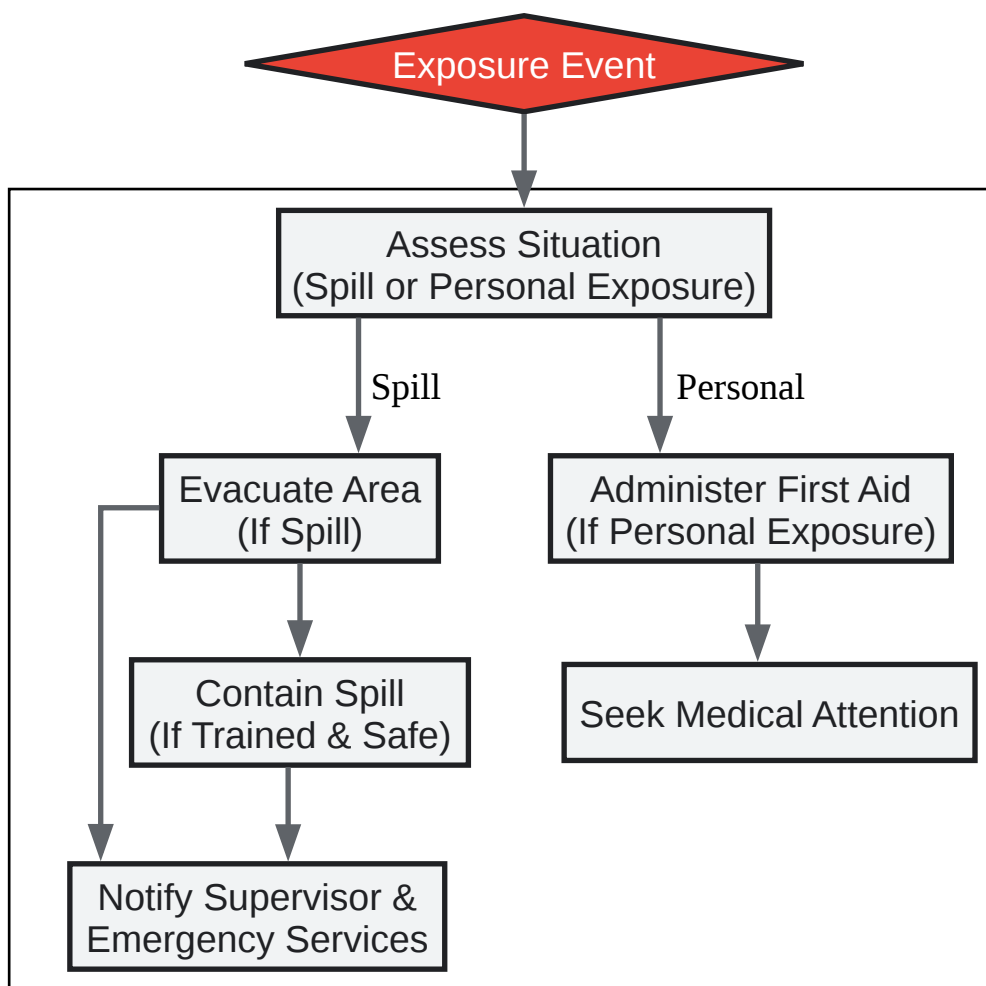 Exposure Event
Assess Situation
(Spill or Personal Exposure)
Spill
Personal
Evacuate Area
(If Spill)
Administer First Aid
(If Personal Exposure)
Contain Spill
(If Trained & Safe)
Seek Medical Attention
Notify Supervisor &
Emergency Services